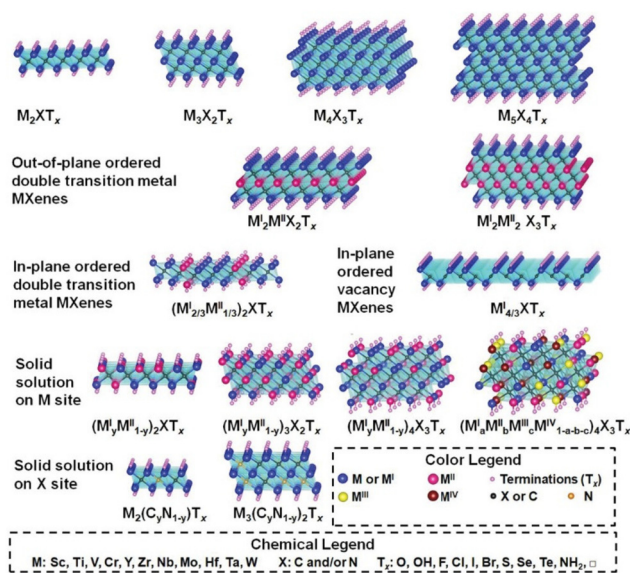 M₂XTₓ
M₃X₂Tₓ
M₄X₃Tₓ
M₅X₄Tₓ
Out-of-plane ordered
double transition metal
MXenes
Mᴵ₂MᴵᴵX₂Tₓ
Mᴵ₂Mᴵᴵ₂ X₃Tₓ
In-plane ordered
double transition
metal MXenes
(Mᴵ₂/₃Mᴵᴵ₁/₃)₂XTₓ
In-plane
ordered
vacancy
MXenes
Mᴵ₄/₃XTₓ
Solid
solution
on M site
(MᴵyMᴵᴵ₁₋y)₂XTₓ
(MᴵyMᴵᴵ₁₋y)₃X₂Tₓ
(MᴵyMᴵᴵ₁₋y)₄X₃Tₓ
(MᴵaMᴵᴵbMᴵᴵᴵcMᴵⱽ₁₋a₋b₋c)₄X₃Tₓ
Solid solution
on X site
M₂(CyN₁₋y)Tₓ
M₃(CyN₁₋y)₂Tₓ
Color Legend
M or Mᴵ
Mᴵᴵ
Terminations (Tₓ)
Mᴵᴵᴵ
Mᴵⱽ
X or C
N
Chemical Legend
M: Sc, Ti, V, Cr, Y, Zr, Nb, Mo, Hf, Ta, W X: C and/or N Tₓ: O, OH, F, Cl, I, Br, S, Se, Te, NH₂, □